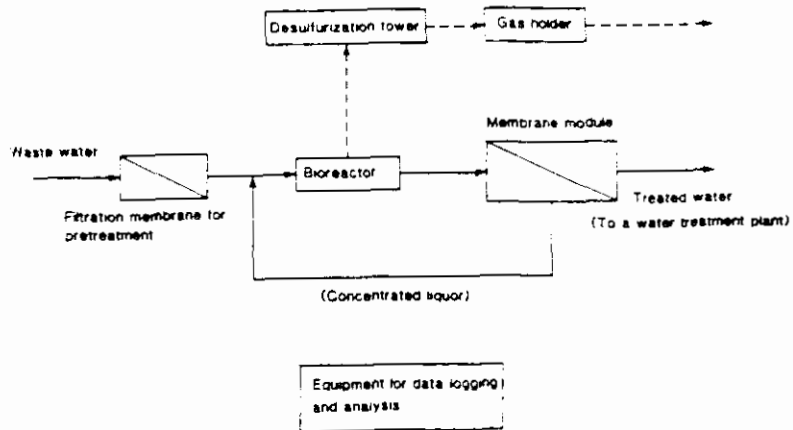 Desulfurization tower
Gas holder
Membrane module
Waste water
Bioreactor
Filtration membrane for
pretreatment
Treated water
(To a water treatment plant)
(Concentrated liquor)
Equipment for data logging
and analysis